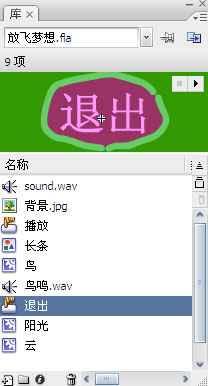 库
放飞梦想.fla
9 项
退出
名称
sound.wav
背景.jpg
播放
长条
鸟
鸟鸣.wav
退出
阳光
云